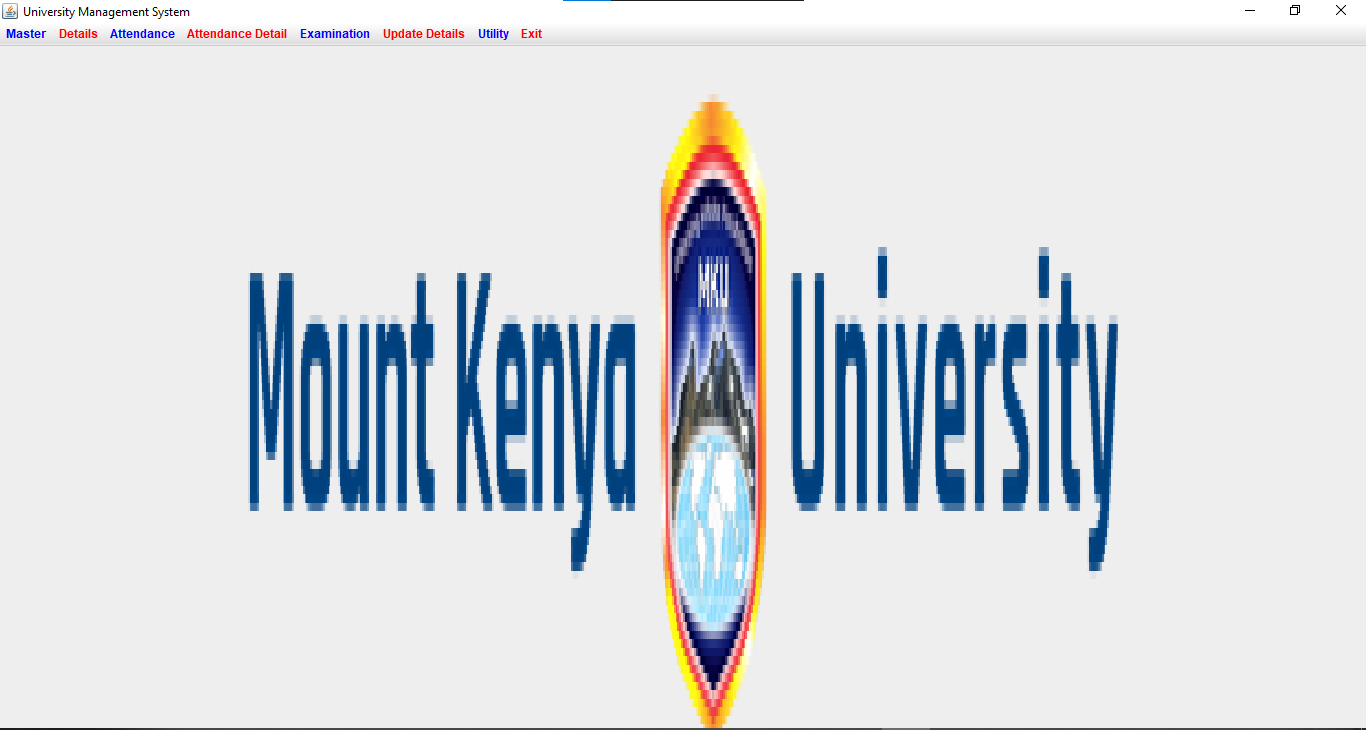 University Management System
Master Details Attendance Attendance Detail Examination Update Details Utility Exit
MKU
Mount Kenya University